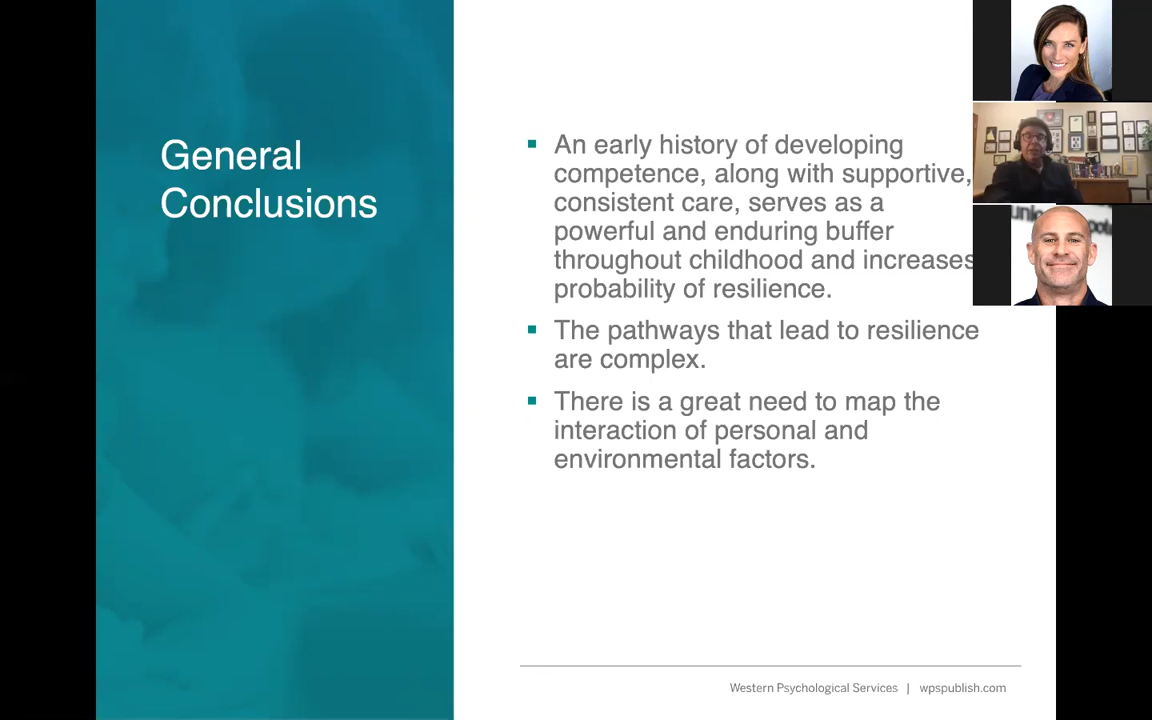 General
Conclusions
An early history of developing
competence, along with supportive,
consistent care, serves as a
powerful and enduring buffer
throughout childhood and increases
probability of resilience.
The pathways that lead to resilience
are complex.
There is a great need to map the
interaction of personal and
environmental factors.
Western Psychological Services | wpspublish.com